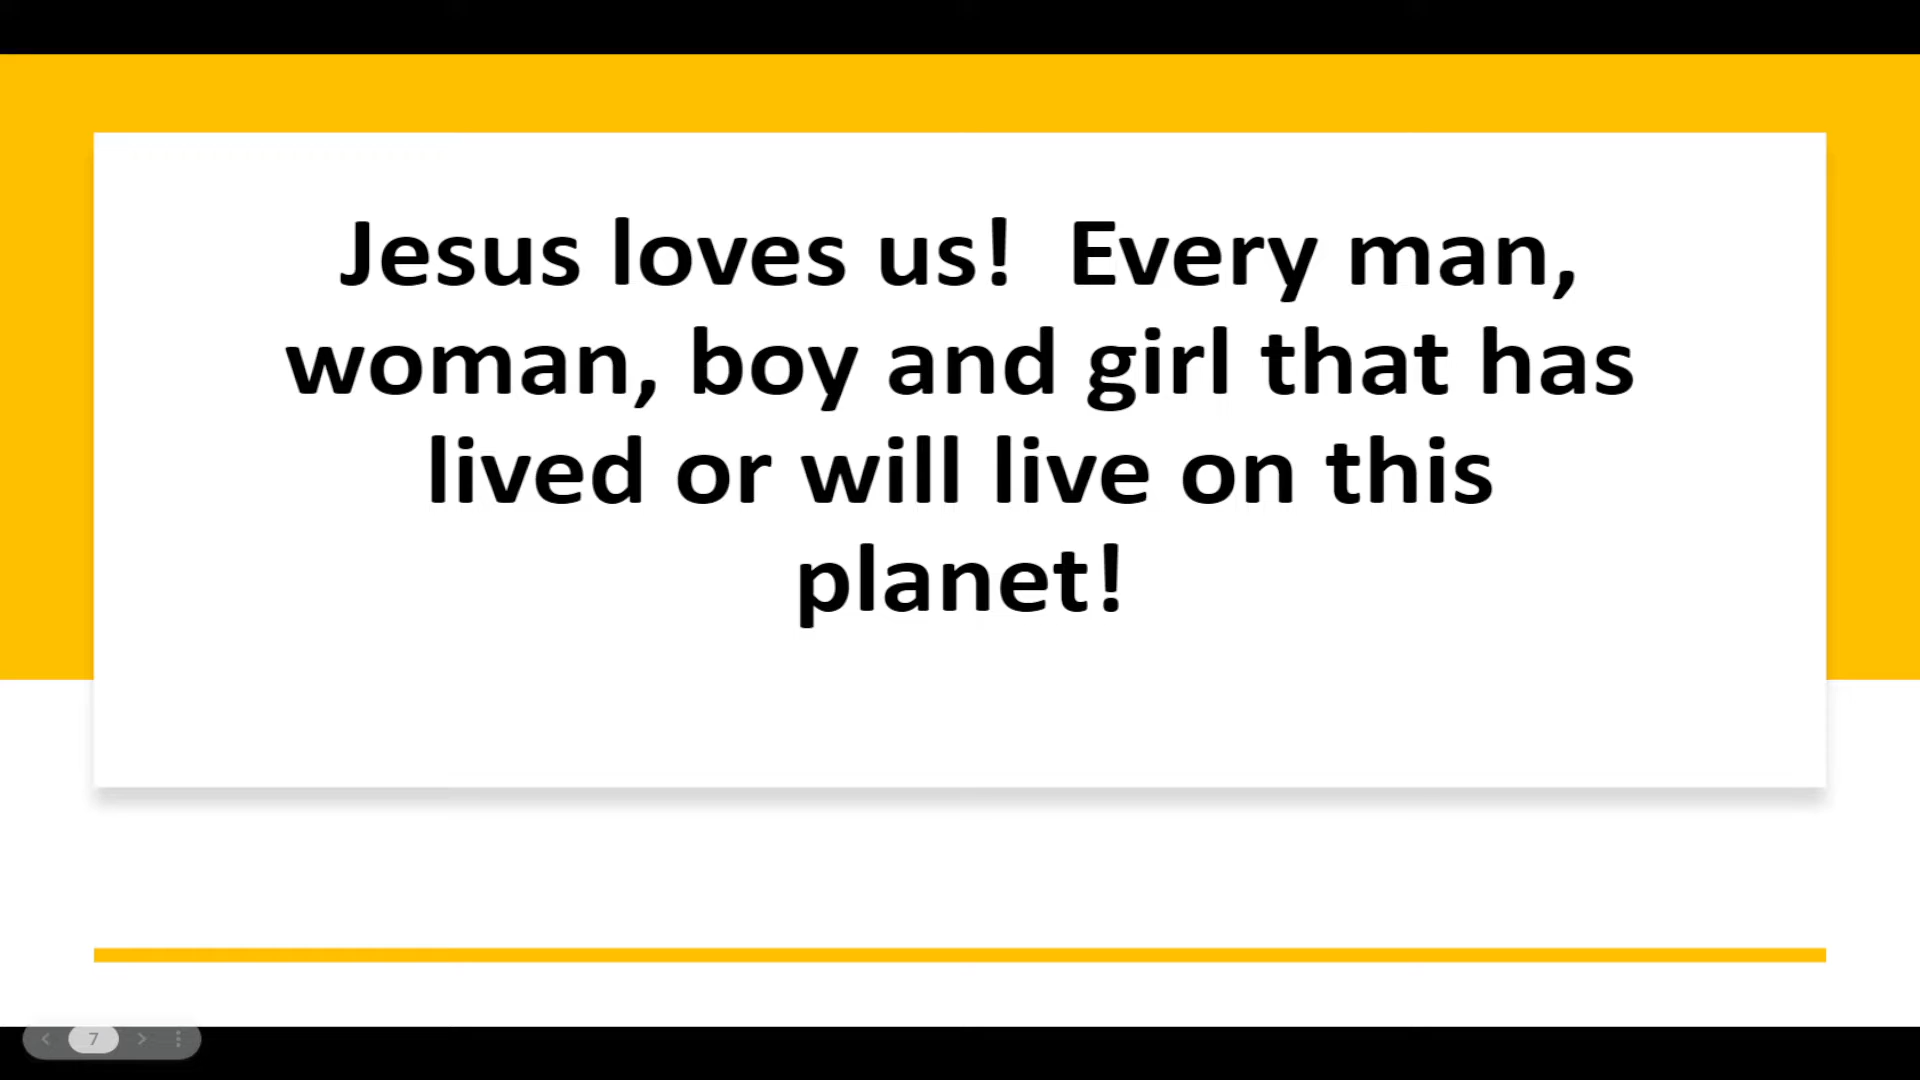 Jesus loves us!  Every man,
woman, boy and girl that has
lived or will live on this
planet!
7